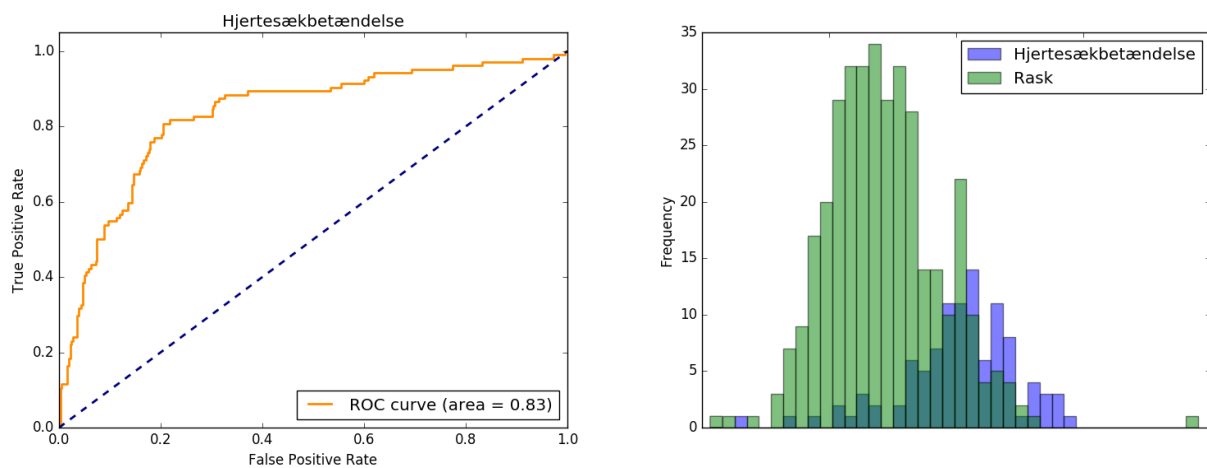 Hjertesækbetændelse
True Positive Rate
1.0
0.8
0.6
0.4
0.2
0.0
0.0 0.2 0.4 0.6 0.8 1.0
False Positive Rate
ROC curve (area = 0.83)
Frequency
35
30
25
20
15
10
5
0
Hjertesækbetændelse
Rask